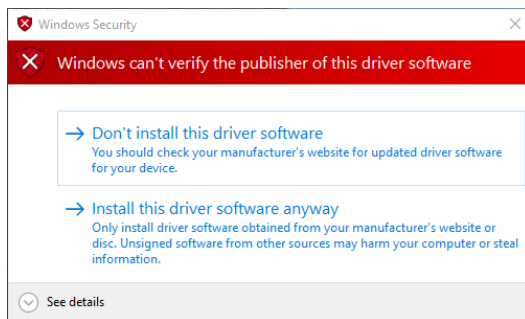 Windows Security
Windows can't verify the publisher of this driver software
Don't install this driver software
You should check your manufacturer's website for updated driver software
for your device.
Install this driver software anyway
Only install driver software obtained from your manufacturer's website or
disc. Unsigned software from other sources may harm your computer or steal
information.
See details